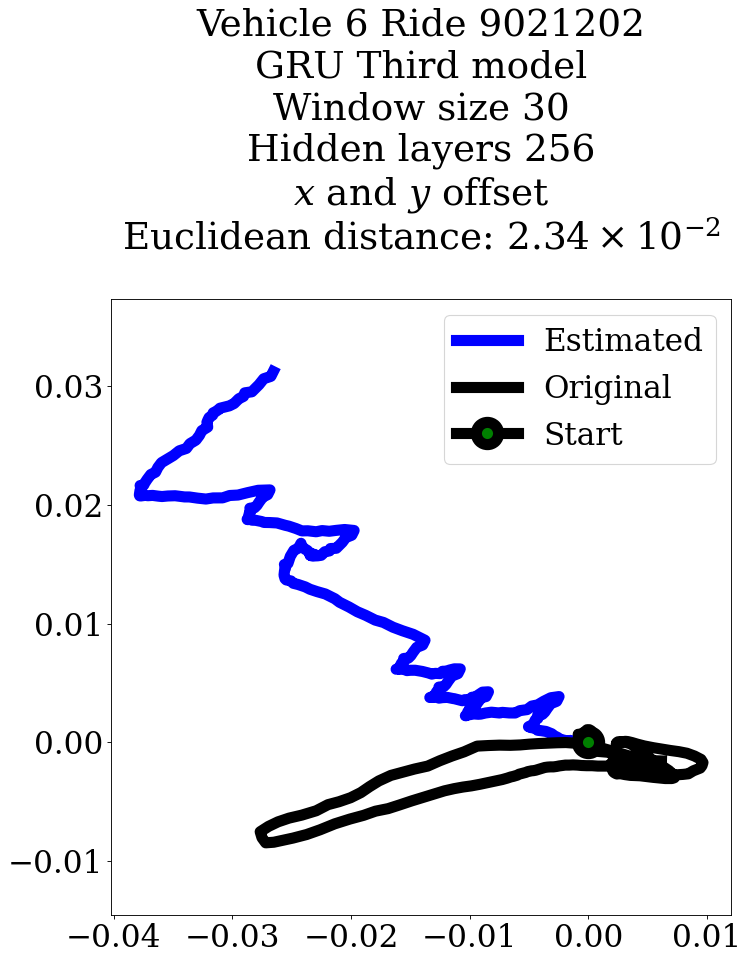 Vehicle 6 Ride 9021202
GRU Third model
Window size 30
Hidden layers 256
x and y offset
Euclidean distance: 2.34 × 10⁻²
Estimated
Original
Start
0.03
0.02
0.01
0.00
−0.01
−0.04 −0.03 −0.02 −0.01 0.00 0.01